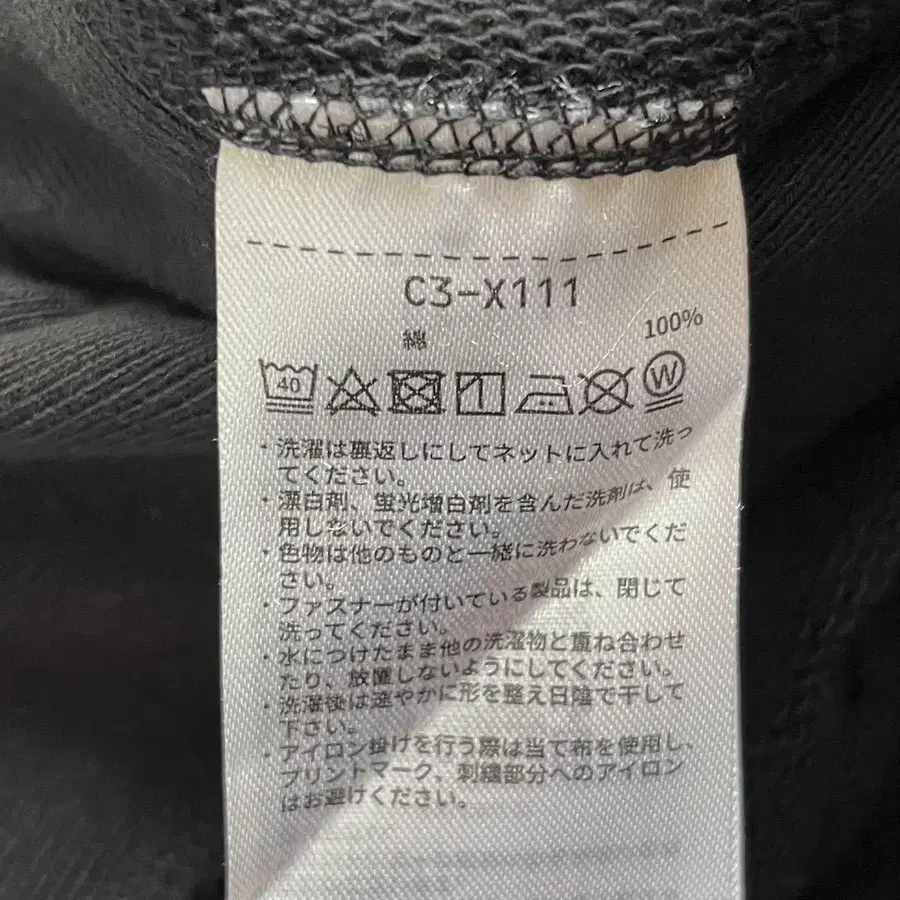 C3-X111
綿 100%
40 W
・洗濯は裏返しにしてネットに入れて洗っ
てください。
・漂白剤、蛍光増白剤を含んだ洗剤は、使
用しないでください。
・色物は他のものと一緒に洗わないでくだ
さい。
・ファスナーが付いている製品は、閉じて
洗ってください。
・水につけたまま他の洗濯物と重ね合わせ
たり、放置しないようにしてください。
・洗濯後は速やかに形を整え日陰で干して
下さい。
・アイロン掛けを行う際は当て布を使用し、
プリントマーク、刺繍部分へのアイロン
はお避けください。